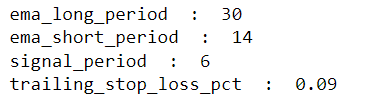 ema_long_period  :  30
ema_short_period  :  14
signal_period  :  6
trailing_stop_loss_pct  :  0.09